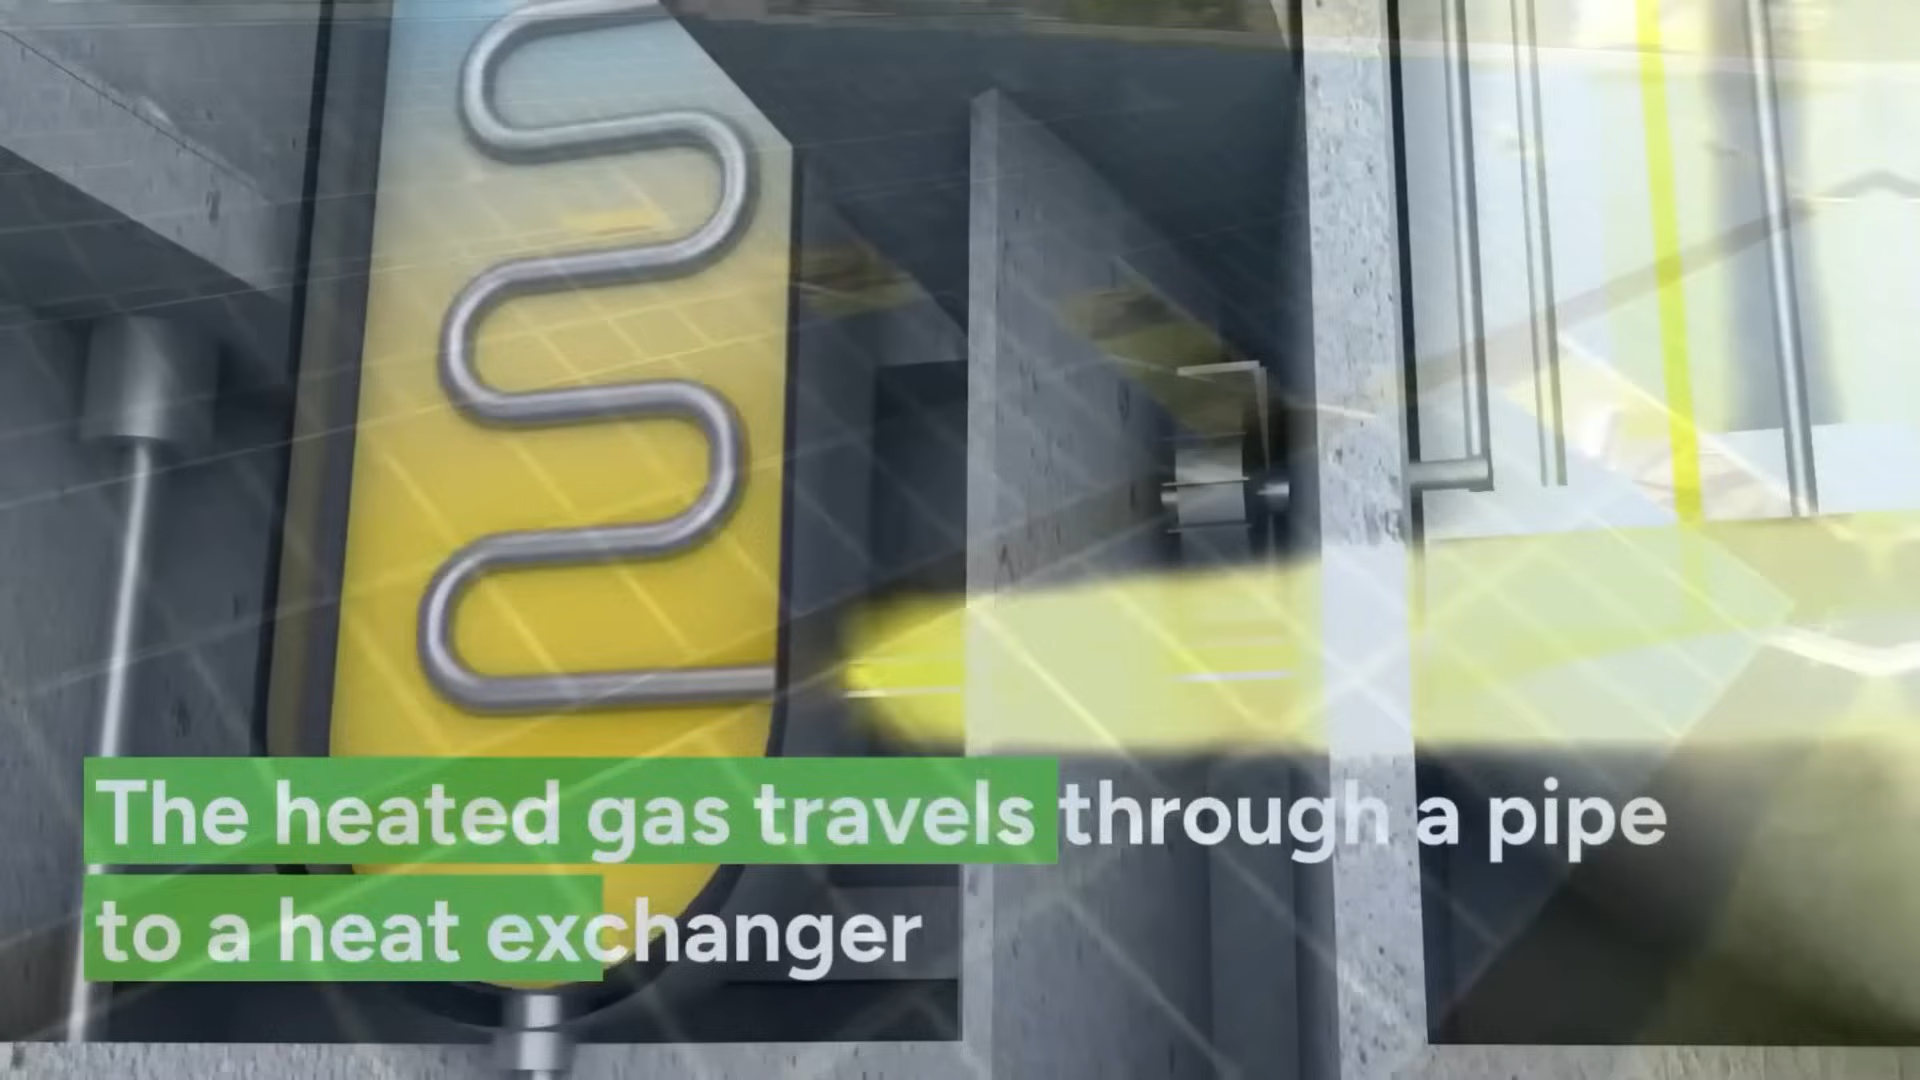 The heated gas travels through a pipe
to a heat exchanger